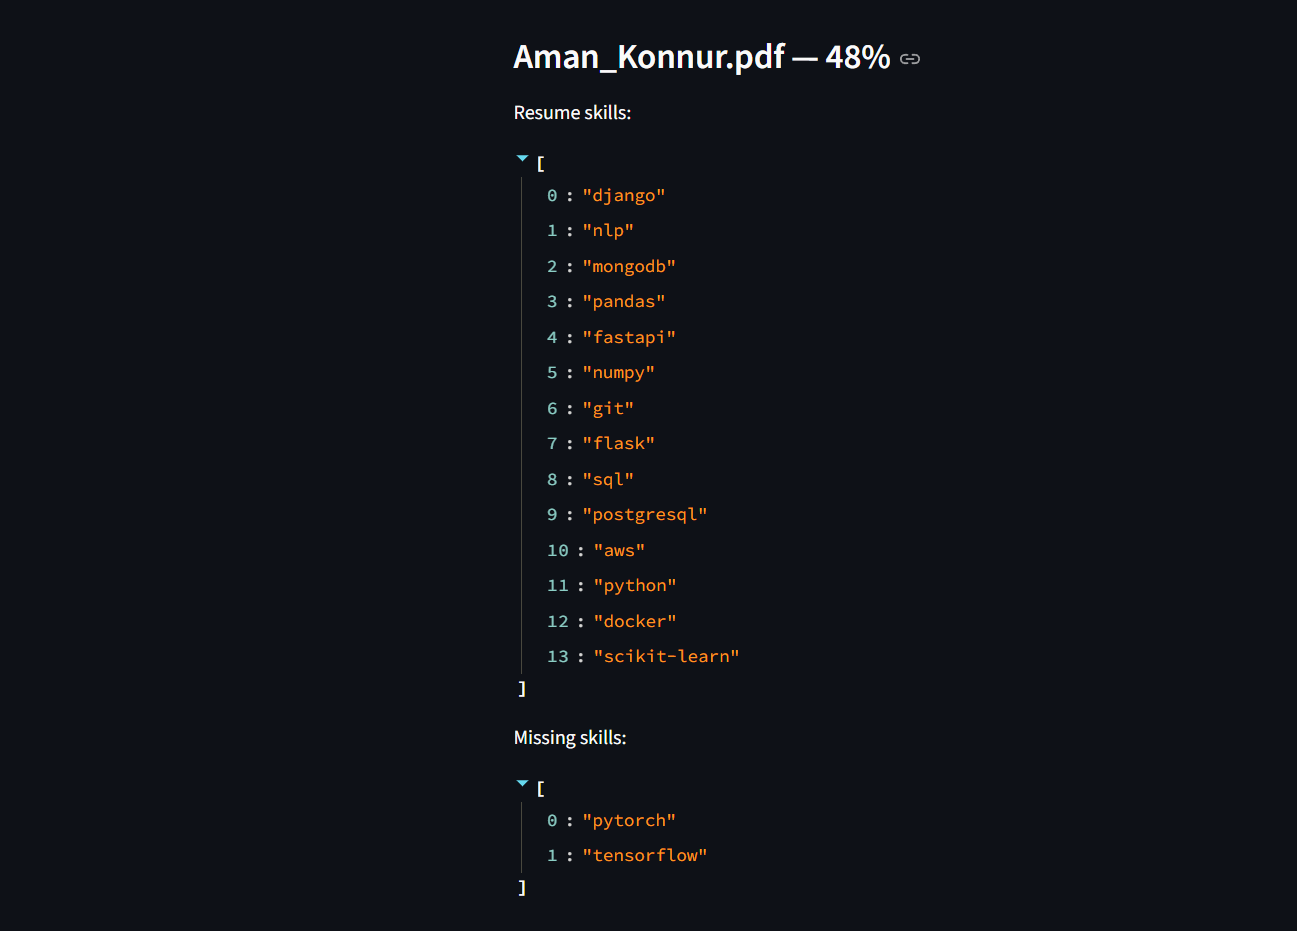 Aman_Konnur.pdf — 48%
Resume skills:
[
0 : "django"
1 : "nlp"
2 : "mongodb"
3 : "pandas"
4 : "fastapi"
5 : "numpy"
6 : "git"
7 : "flask"
8 : "sql"
9 : "postgresql"
10 : "aws"
11 : "python"
12 : "docker"
13 : "scikit-learn"
]
Missing skills:
[
0 : "pytorch"
1 : "tensorflow"
]